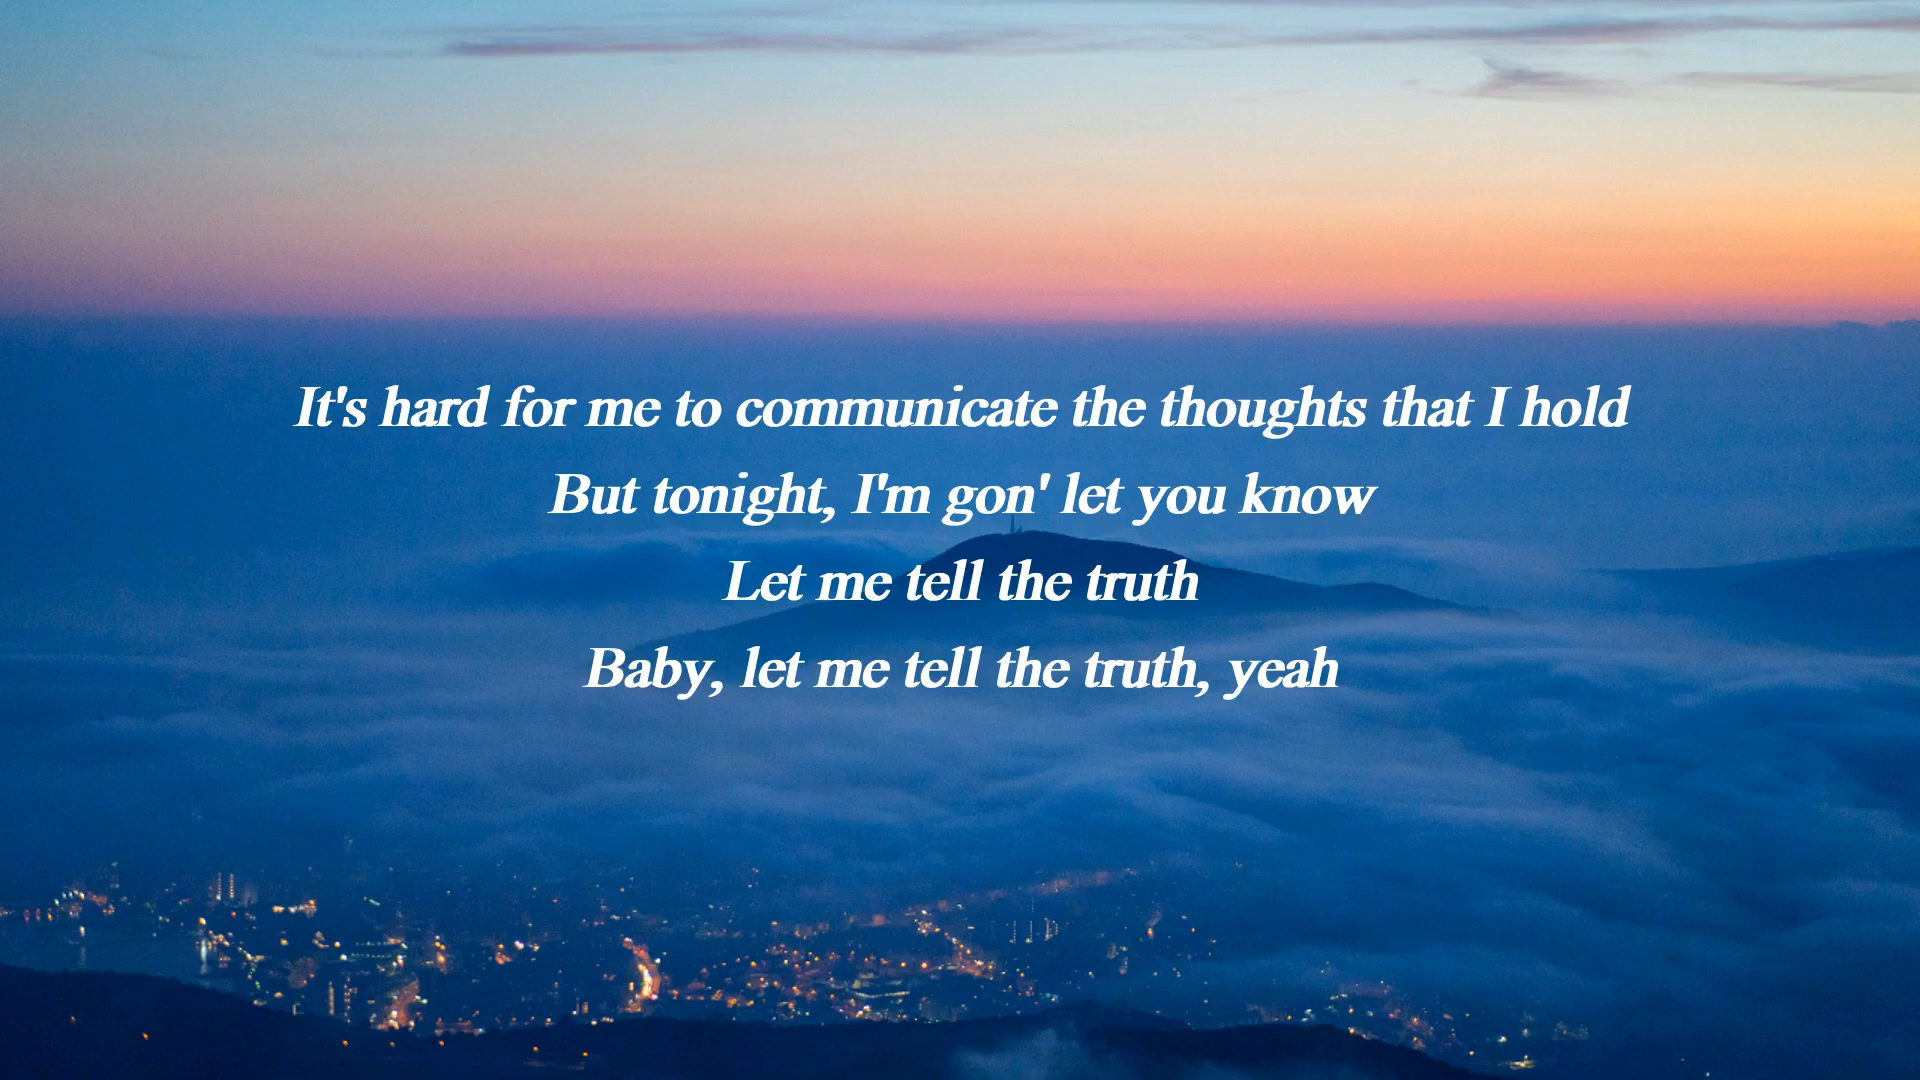 It's hard for me to communicate the thoughts that I hold
But tonight, I'm gon' let you know
Let me tell the truth
Baby, let me tell the truth, yeah